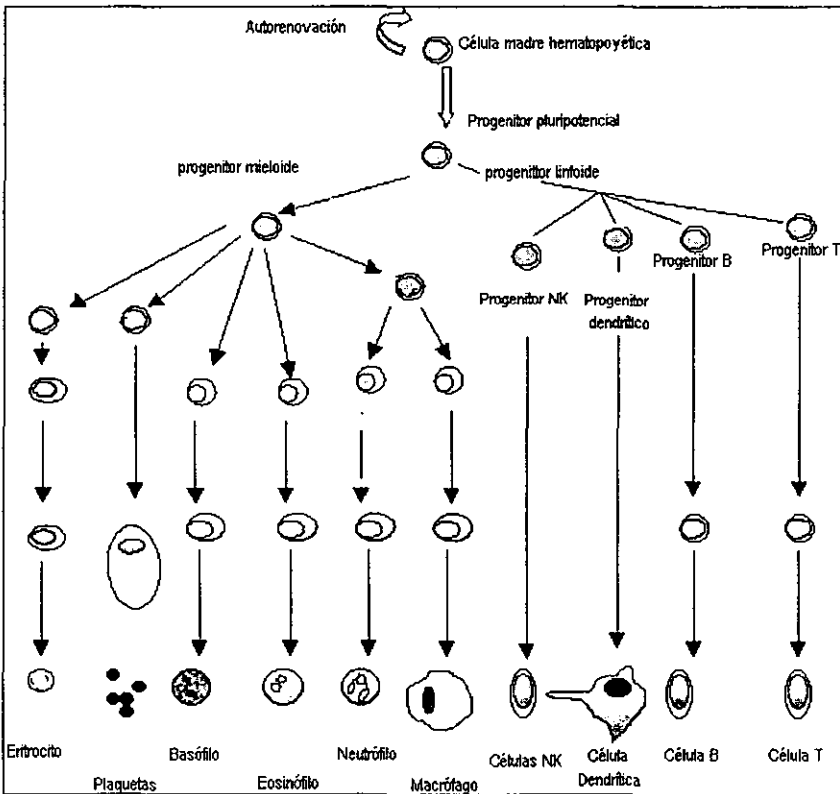 Autorenovación
Célula madre hematopoyética
Progenitor pluripotencial
progenitor mieloide
progenittor linfoide
Progenitor NK
Progenitor
dendrítico
Progenitor B
Progenitor T
Eritrocito
Plaquetas
Basófilo
Eosinófilo
Neutrófilo
Macrófago
Células NK
Célula
Dendrítica
Célula B
Célula T